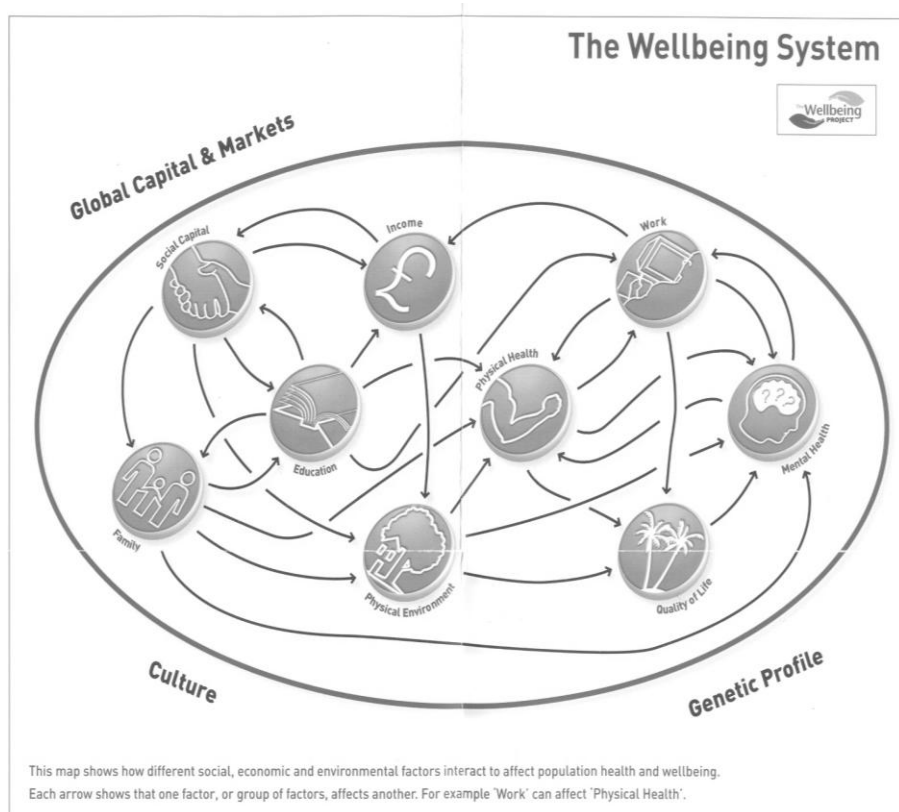 The Wellbeing System
The Wellbeing
PROJECT
Global Capital & Markets
Social Capital
Income
Work
£
Physical Health
Education
???
Mental Health
Family
Physical Environment
Quality of Life
Culture
Genetic Profile
This map shows how different social, economic and environmental factors interact to affect population health and wellbeing.
Each arrow shows that one factor, or group of factors, affects another. For example 'Work' can affect 'Physical Health'.